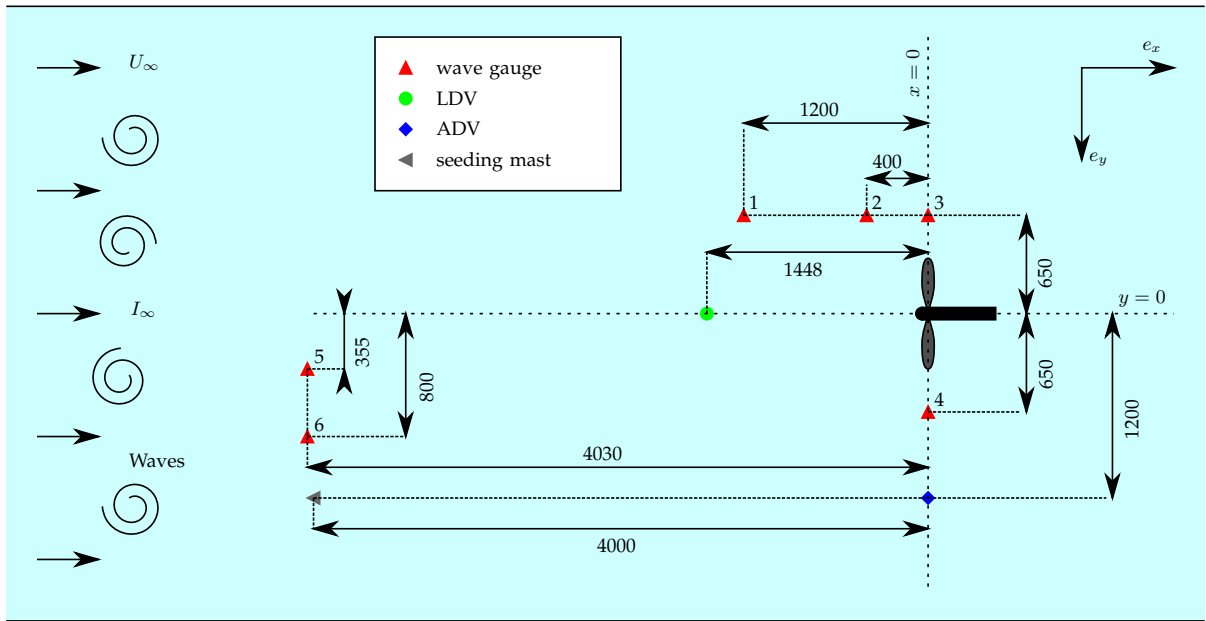 U∞
wave gauge
LDV
ADV
seeding mast
x = 0
e_x
e_y
1200
400
1
2
3
1448
650
I∞
y = 0
5
355
800
650
6
4
1200
Waves
4030
4000